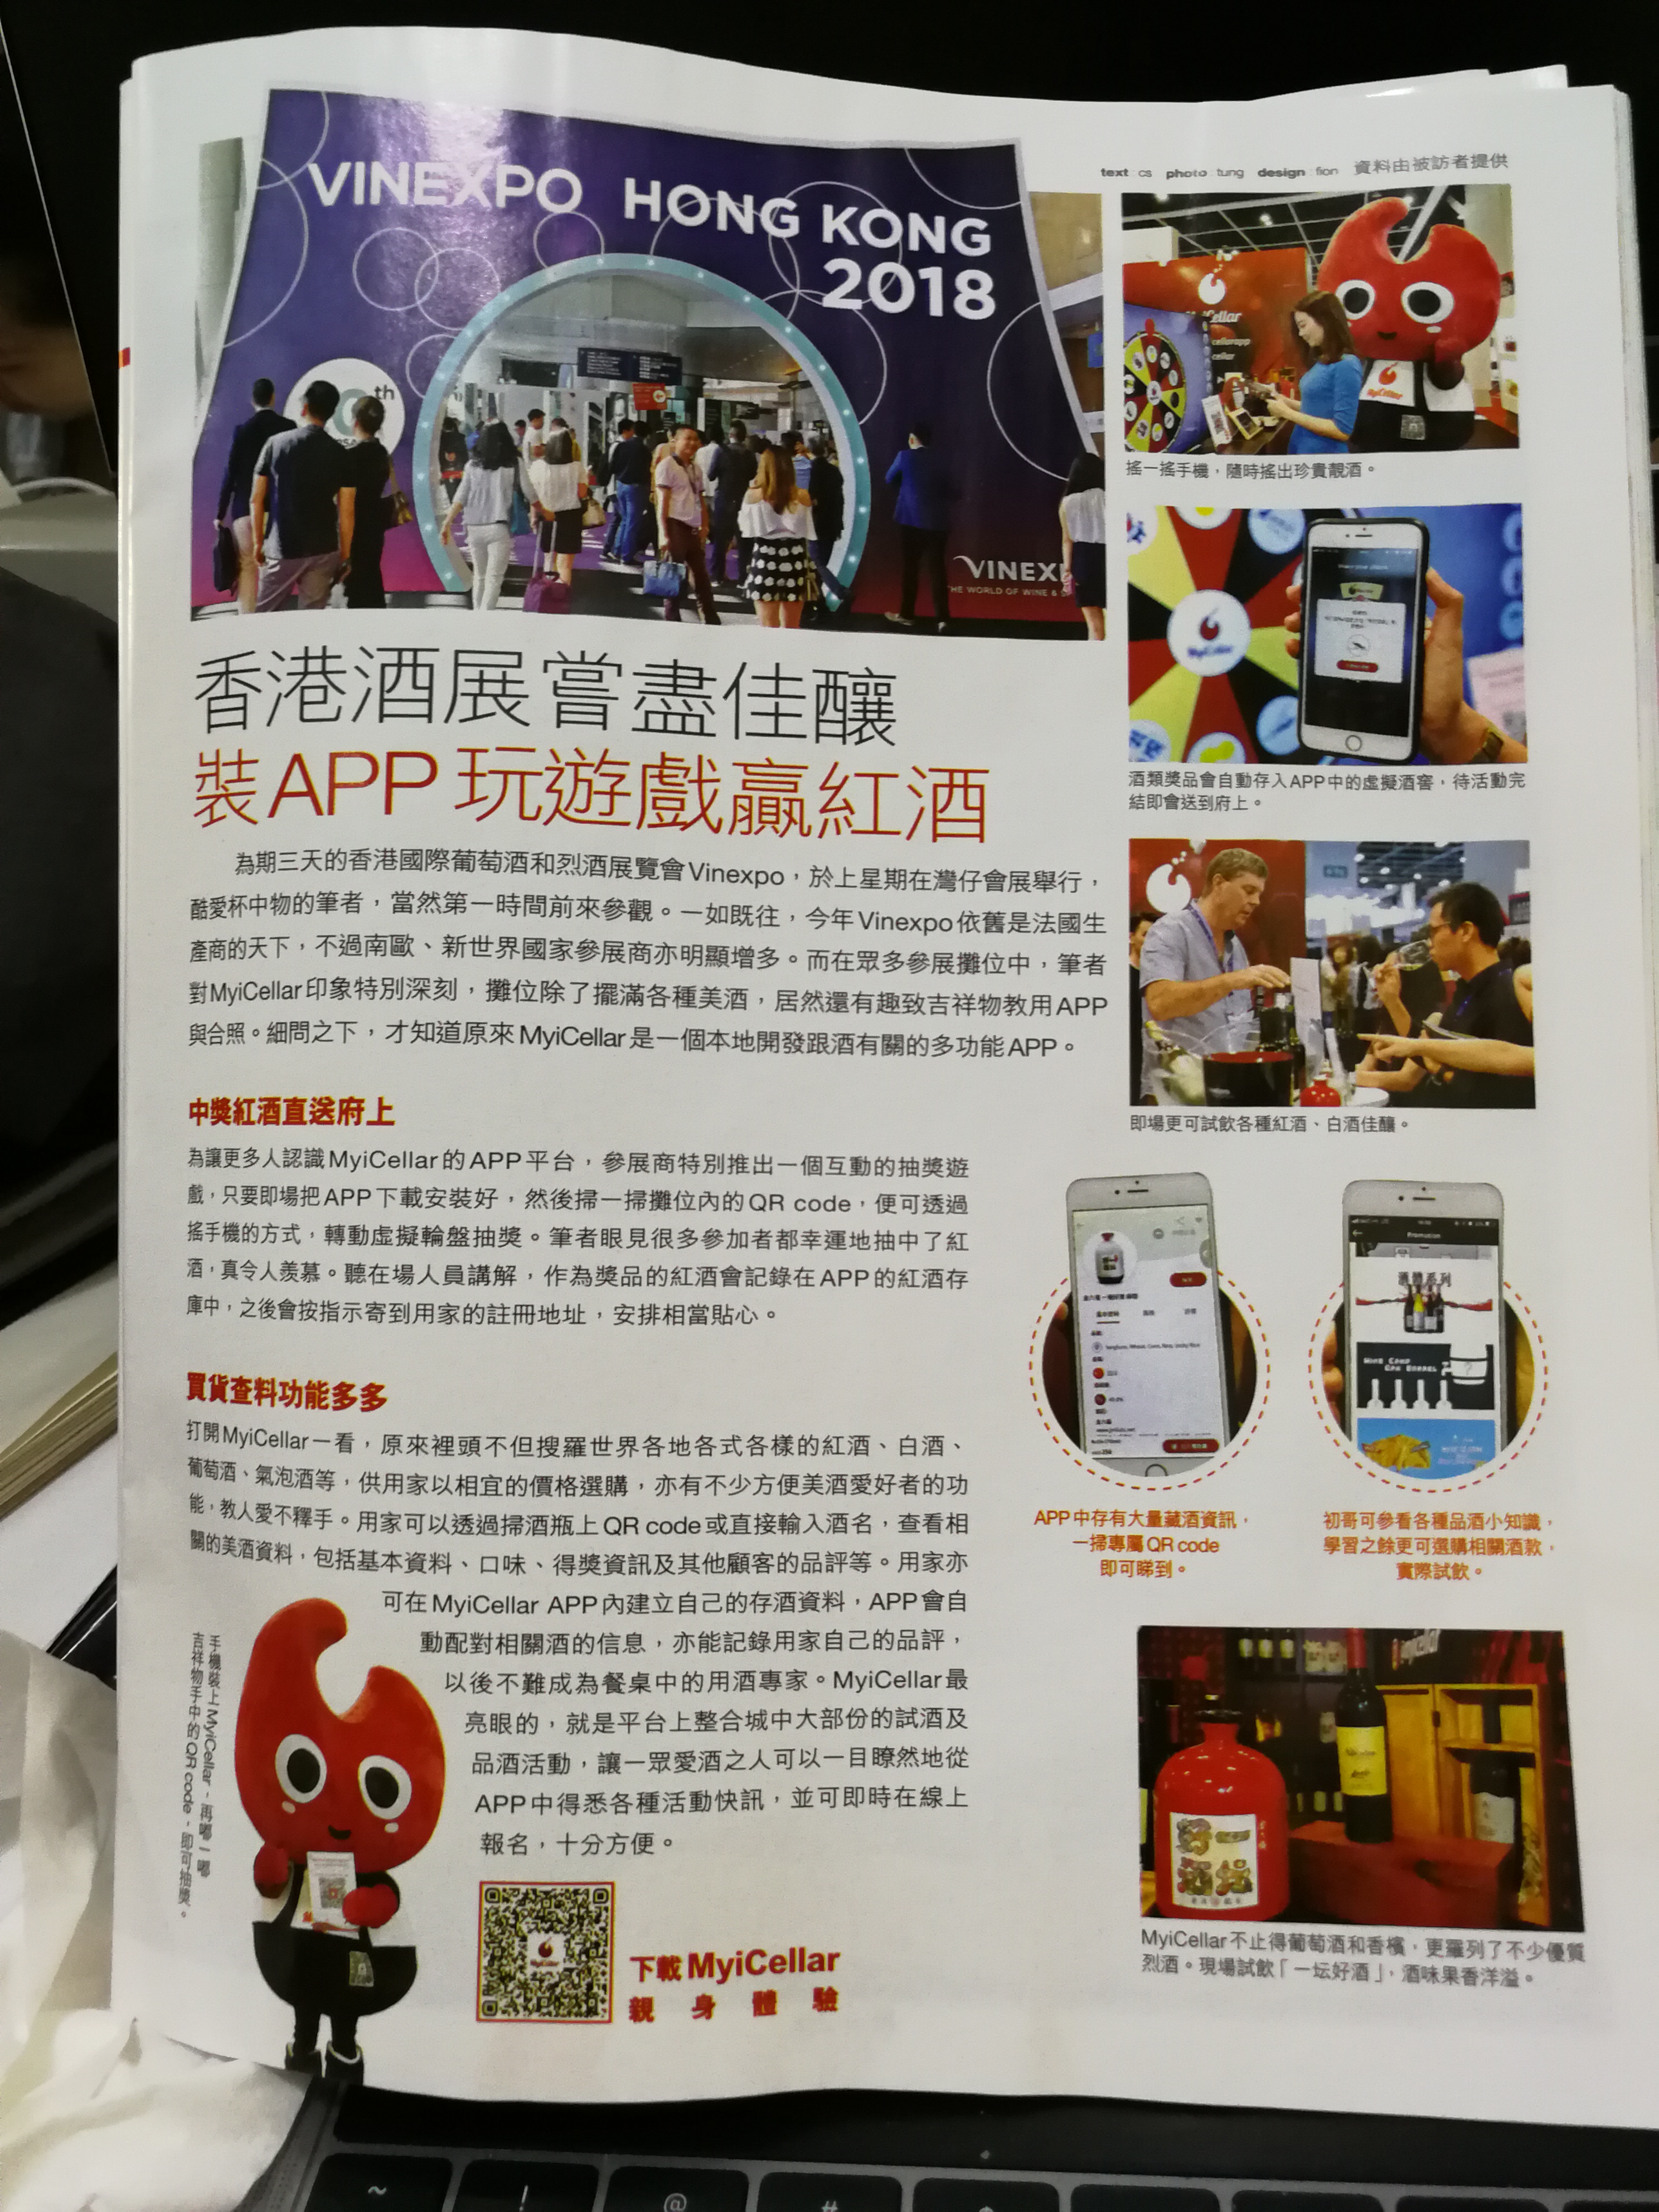 VINEXPO HONG KONG
2018
th
VINEXP
THE WORLD OF WINE &
text cs photo tung design fion 資料由被訪者提供
MyiCellar
搖一搖手機，隨時搖出珍貴靚酒。
MyiCellar
酒類獎品會自動存入APP中的虛擬酒窖，待活動完
結即會送到府上。
即場更可試飲各種紅酒、白酒佳釀。
香港酒展嘗盡佳釀
裝APP玩遊戲贏紅酒
為期三天的香港國際葡萄酒和烈酒展覽會Vinexpo，於上星期在灣仔會展舉行，
酷愛杯中物的筆者，當然第一時間前來參觀。一如既往，今年Vinexpo依舊是法國生
產商的天下，不過南歐、新世界國家參展商亦明顯增多。而在眾多參展攤位中，筆者
對MyiCellar印象特別深刻，攤位除了擺滿各種美酒，居然還有趣致吉祥物教用APP
與合照。細問之下，才知道原來MyiCellar是一個本地開發跟酒有關的多功能APP。
中獎紅酒直送府上
為讓更多人認識MyiCellar的APP平台，參展商特別推出一個互動的抽獎遊
戲，只要即場把APP下載安裝好，然後掃一掃攤位內的QR code，便可透過
搖手機的方式，轉動虛擬輪盤抽獎。筆者眼見很多參加者都幸運地抽中了紅
酒，真令人羨慕。聽在場人員講解，作為獎品的紅酒會記錄在APP的紅酒存
庫中，之後會按指示寄到用家的註冊地址，安排相當貼心。
買貨查料功能多多
打開MyiCellar一看，原來裡頭不但搜羅世界各地各式各樣的紅酒、白酒、
葡萄酒、氣泡酒等，供用家以相宜的價格選購，亦有不少方便美酒愛好者的功
能，教人愛不釋手。用家可以透過掃酒瓶上QR code或直接輸入酒名，查看相
關的美酒資料，包括基本資料、口味、得獎資訊及其他顧客的品評等。用家亦
可在MyiCellar APP內建立自己的存酒資料，APP會自
動配對相關酒的信息，亦能記錄用家自己的品評，
以後不難成為餐桌中的用酒專家。MyiCellar最
亮眼的，就是平台上整合城中大部份的試酒及
品酒活動，讓一眾愛酒之人可以一目瞭然地從
APP中得悉各種活動快訊，並可即時在線上
報名，十分方便。
手機裝上MyiCellar，再嘟一嘟
吉祥物手中的QR code，即可抽獎。
MyiCellar
下載MyiCellar
親身體驗
Promotion
酒體系列
WINE CAMP
OAK BARREL
APP中存有大量藏酒資訊，
一掃專屬QR code
即可睇到。
初哥可參看各種品酒小知識，
學習之餘更可選購相關酒款，
實際試飲。
好一
酒坛
MyiCellar不止得葡萄酒和香檳，更羅列了不少優質
烈酒。現場試飲「一坛好酒」，酒味果香洋溢。